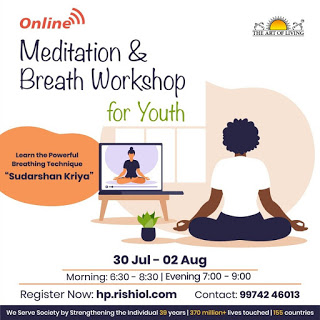 Online
THE ART OF LIVING
Meditation &
Breath Workshop
for Youth
Learn the Powerful
Breathing Technique
"Sudarshan Kriya"
30 Jul - 02 Aug
Morning: 6:30 - 8:30 | Evening 7:00 - 9:00
Register Now: hp.rishiol.com Contact: 99742 46013
We Serve Society by Strengthening the Individual 39 years | 370 million+ lives touched | 155 countries